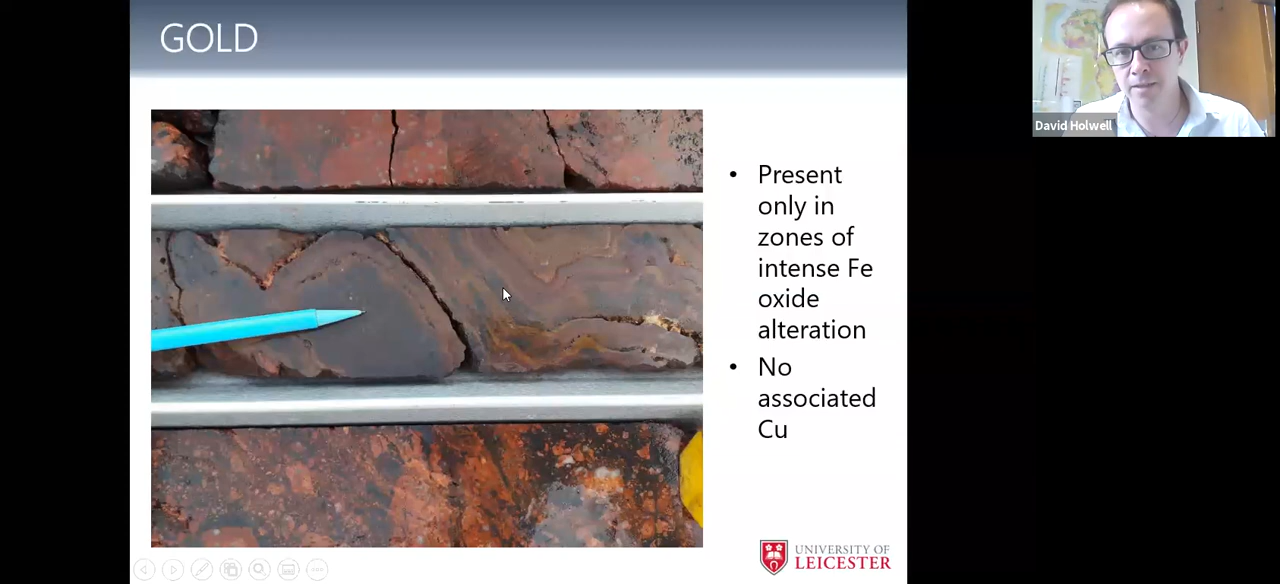 GOLD
David Holwell
• Present
only in
zones of
intense Fe
oxide
alteration
• No
associated
Cu
UNIVERSITY OF
LEICESTER